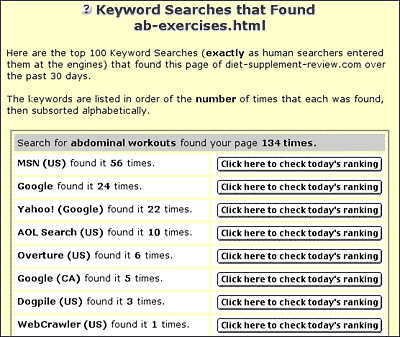 ? Keyword Searches that Found
ab-exercises.html
Here are the top 100 Keyword Searches (exactly as human searchers entered
them at the engines) that found this page of diet-supplement-review.com over
the past 30 days.
The keywords are listed in order of the number of times that each was found,
then subsorted alphabetically.
Search for abdominal workouts found your page 134 times.
MSN (US) found it 56 times. Click here to check today's ranking
Google found it 24 times. Click here to check today's ranking
Yahoo! (Google) found it 22 times. Click here to check today's ranking
AOL Search (US) found it 10 times. Click here to check today's ranking
Overture (US) found it 6 times. Click here to check today's ranking
Google (CA) found it 5 times. Click here to check today's ranking
Dogpile (US) found it 3 times. Click here to check today's ranking
WebCrawler (US) found it 1 times. Click here to check today's ranking